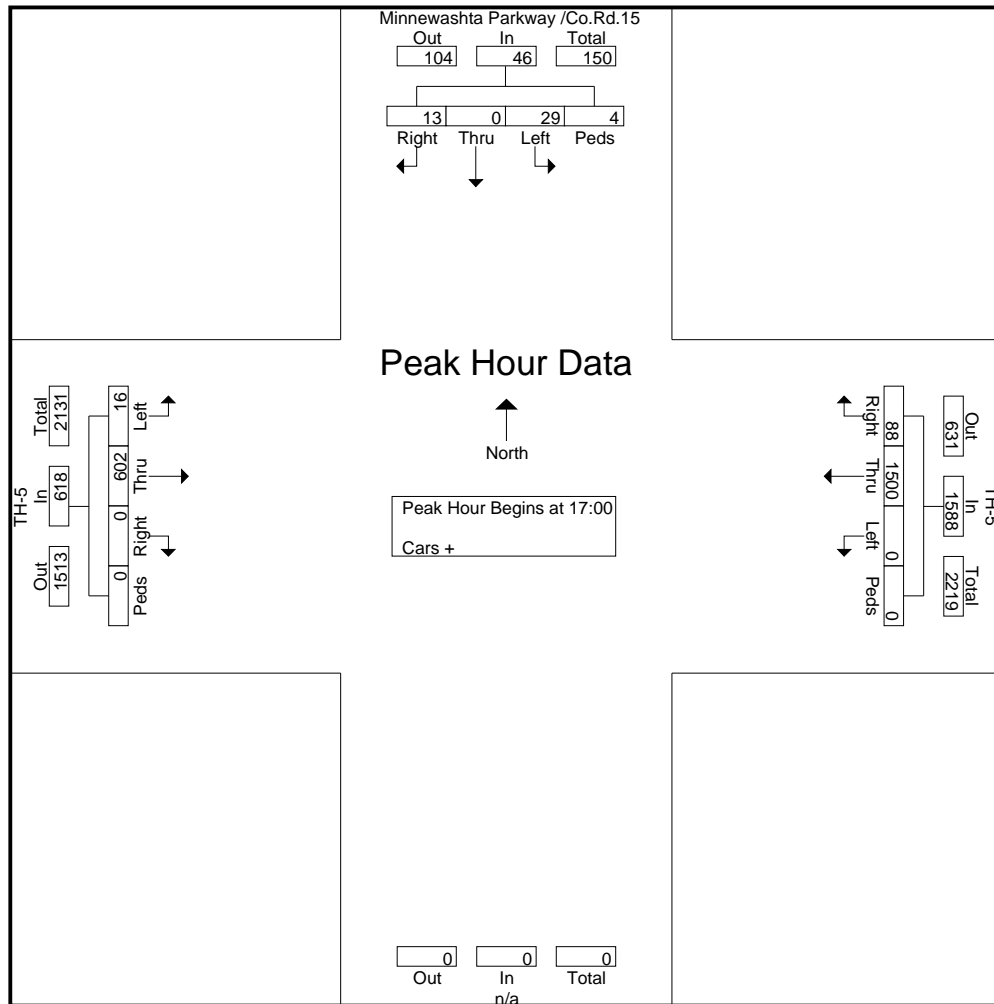 Minnewashta Parkway /Co.Rd.15
Out In Total
104 46 150
13 0 29 4
Right Thru Left Peds
Peak Hour Data
North
Peak Hour Begins at 17:00
Cars +
TH-5
Total In Out
2131 618 1513
16 602 0 0
Left Thru Right Peds
Right Thru Left Peds
88 1500 0 0
631 1588 2219
Out In Total
TH-5
0 0 0
Out In Total
n/a